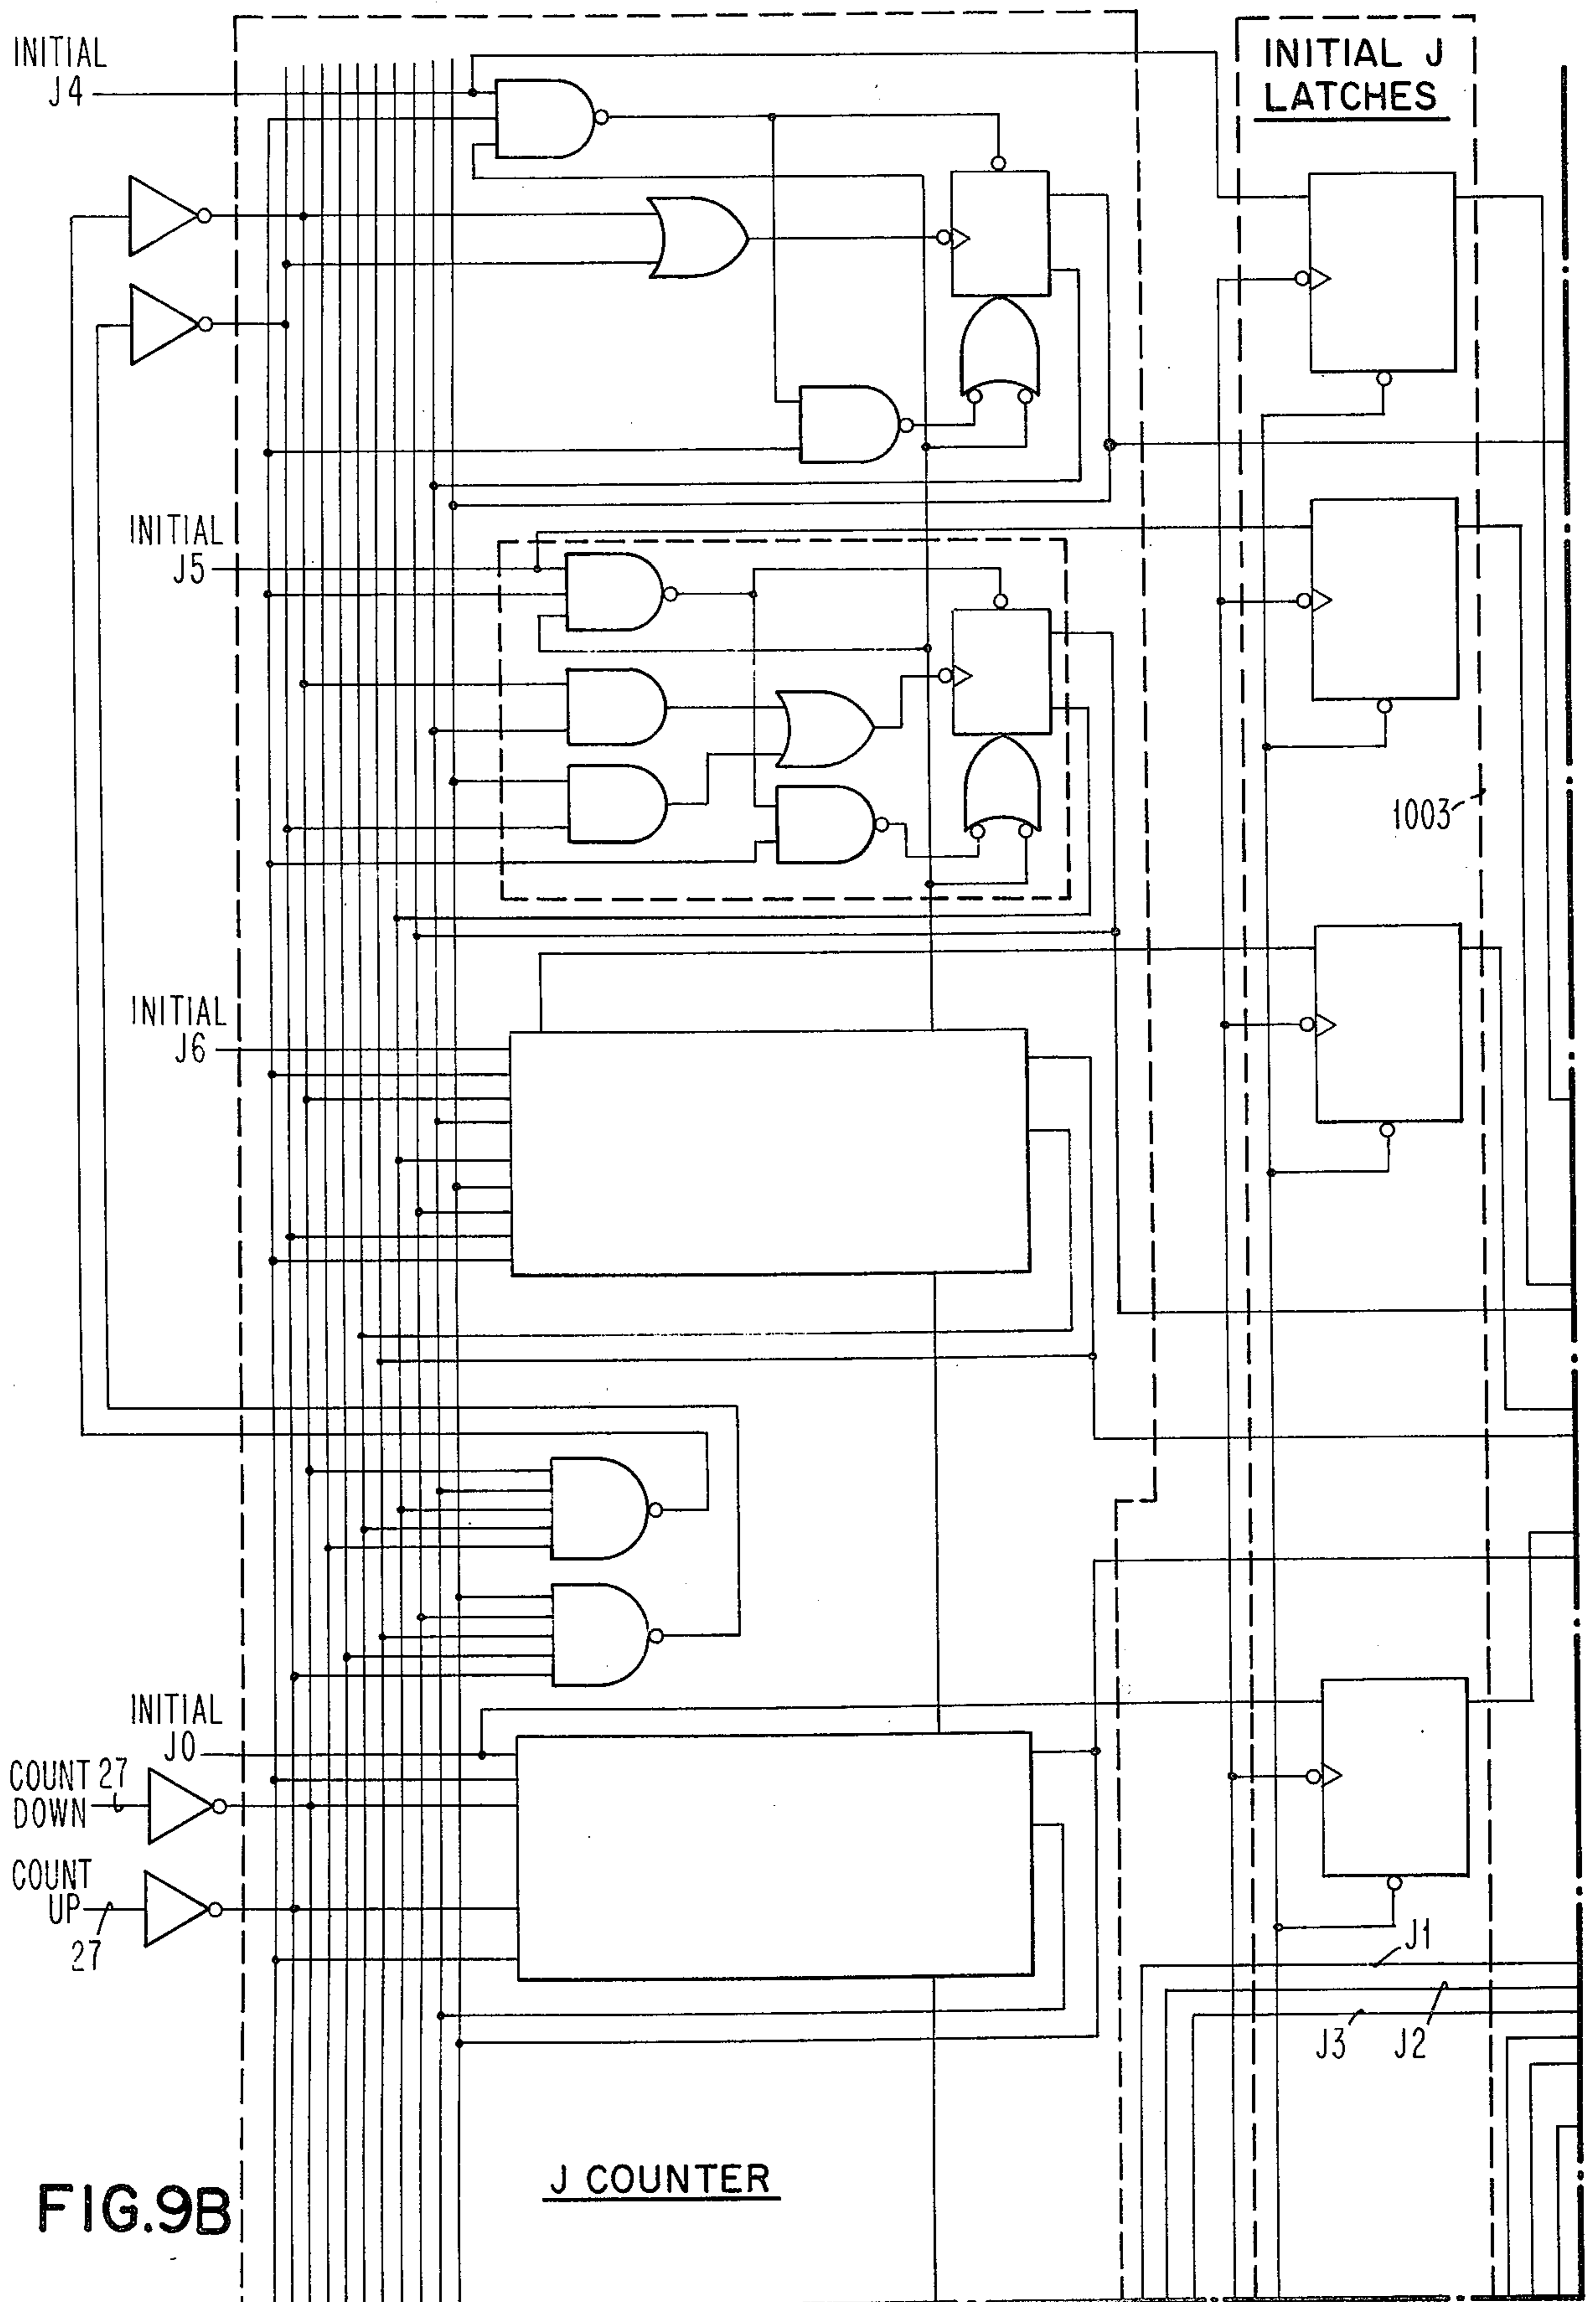 INITIAL
J4
INITIAL J
LATCHES
INITIAL
J5
1003
INITIAL
J6
INITIAL
J0
COUNT 27
DOWN
COUNT
UP
27
J1
J3 J2
J COUNTER
FIG.9B